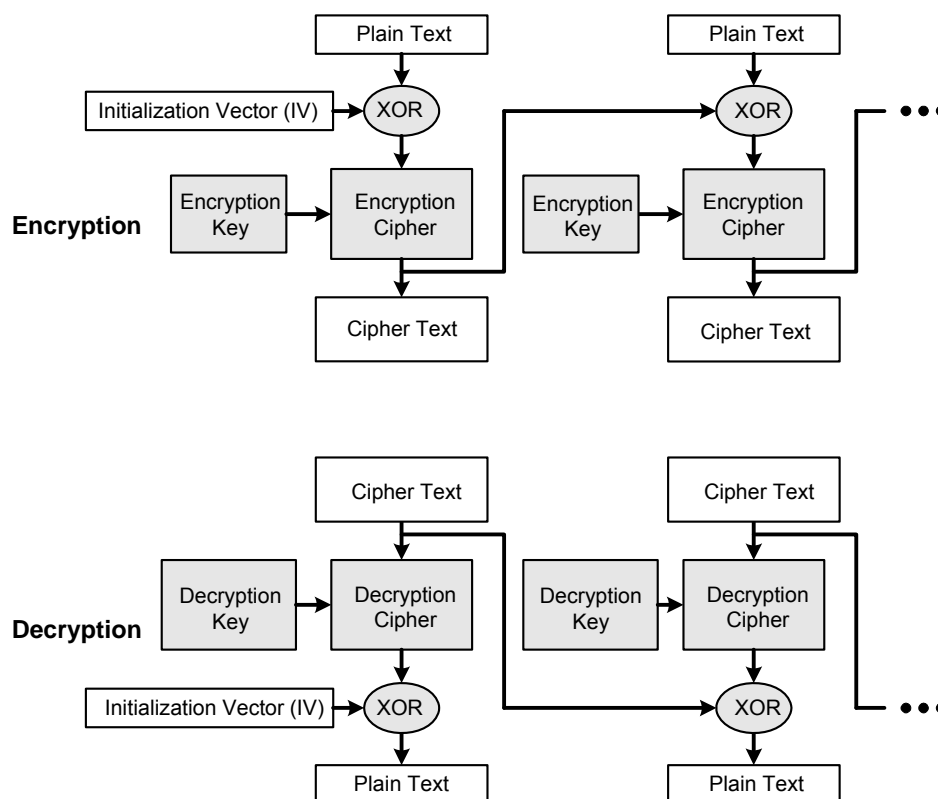 Plain Text
Plain Text
Initialization Vector (IV)
XOR
XOR
Encryption
Encryption
Key
Encryption
Cipher
Encryption
Key
Encryption
Cipher
Cipher Text
Cipher Text
Cipher Text
Cipher Text
Decryption
Decryption
Key
Decryption
Cipher
Decryption
Key
Decryption
Cipher
Initialization Vector (IV)
XOR
XOR
Plain Text
Plain Text